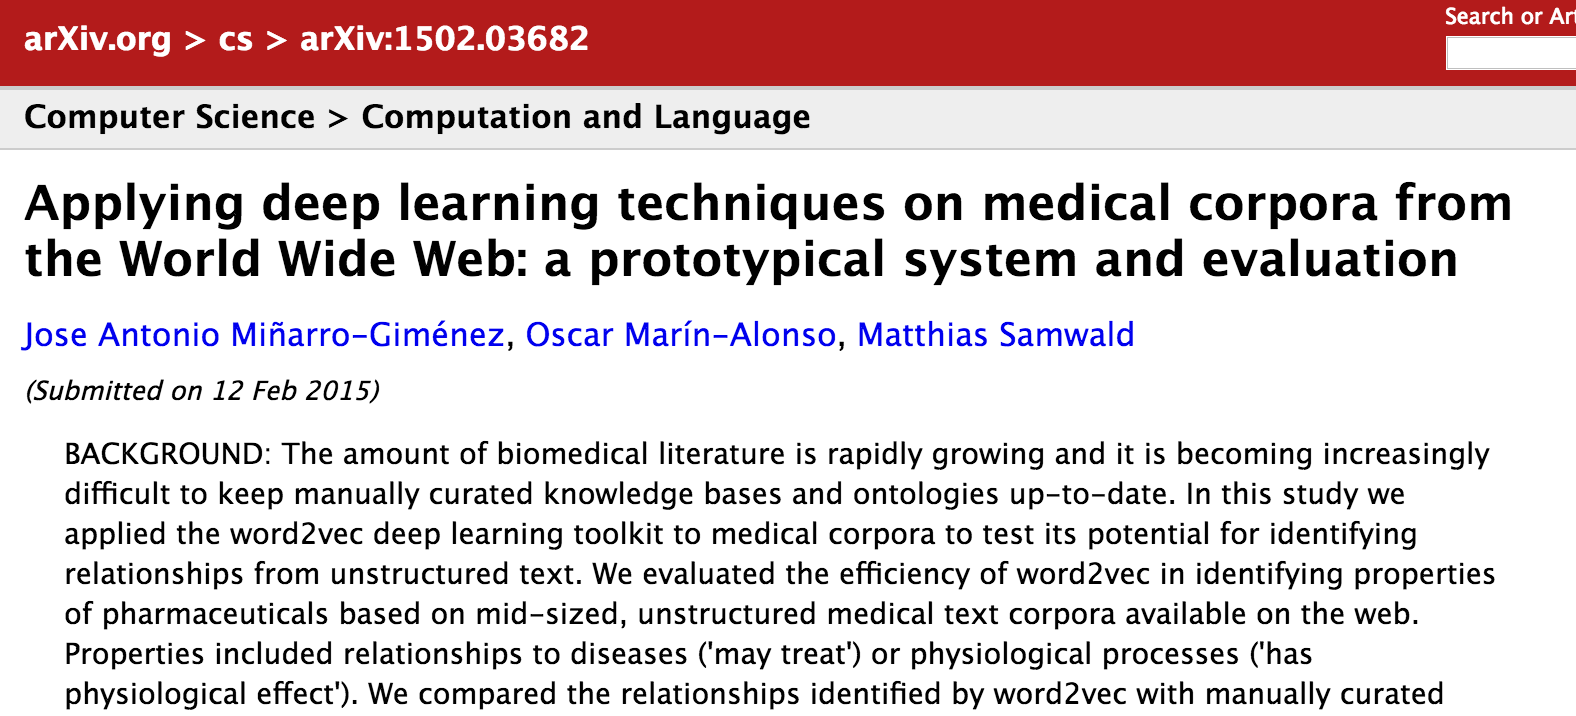 arXiv.org > cs > arXiv:1502.03682
Search or Art
Computer Science > Computation and Language
Applying deep learning techniques on medical corpora from
the World Wide Web: a prototypical system and evaluation
Jose Antonio Miñarro-Giménez, Oscar Marín-Alonso, Matthias Samwald
(Submitted on 12 Feb 2015)
BACKGROUND: The amount of biomedical literature is rapidly growing and it is becoming increasingly
difficult to keep manually curated knowledge bases and ontologies up-to-date. In this study we
applied the word2vec deep learning toolkit to medical corpora to test its potential for identifying
relationships from unstructured text. We evaluated the efficiency of word2vec in identifying properties
of pharmaceuticals based on mid-sized, unstructured medical text corpora available on the web.
Properties included relationships to diseases ('may treat') or physiological processes ('has
physiological effect'). We compared the relationships identified by word2vec with manually curated